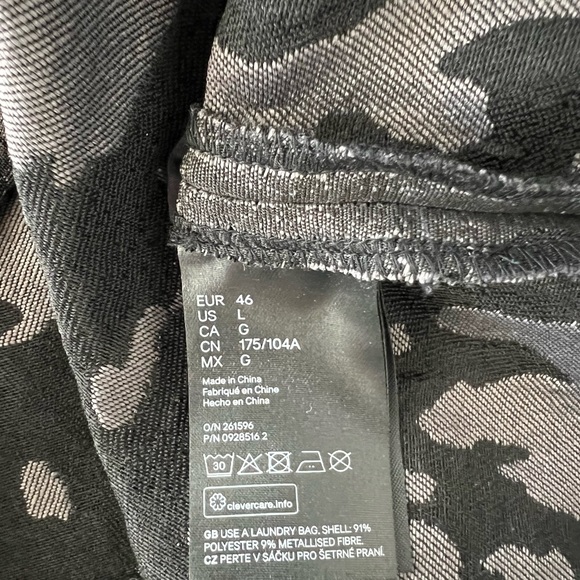 EUR 46
US L
CA G
CN 175/104A
MX G
Made in China
Fabriqué en Chine
Hecho en China
O/N 261596
P/N 0928516 2
30
clevercare.info
GB USE A LAUNDRY BAG. SHELL: 91%
POLYESTER 9% METALLISED FIBRE.
CZ PERTE V SÁČKU PRO ŠETRNÉ PRANÍ.